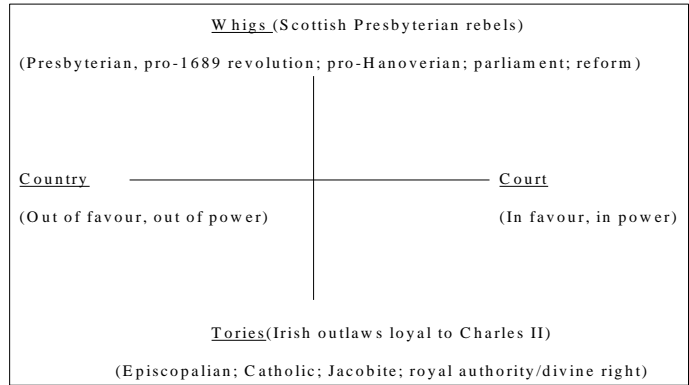 Whigs (Scottish Presbyterian rebels)
(Presbyterian, pro-1689 revolution; pro-Hanoverian; parliament; reform)
Country
Court
(Out of favour, out of power)
(In favour, in power)
Tories(Irish outlaws loyal to Charles II)
(Episcopalian; Catholic; Jacobite; royal authority/divine right)